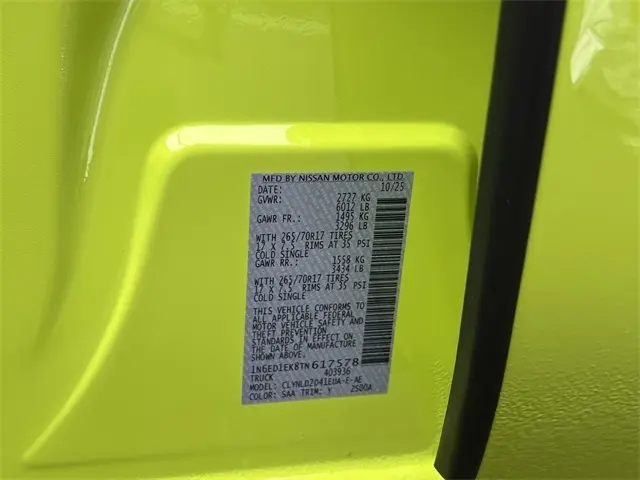 MFD BY NISSAN MOTOR CO., LTD
DATE: 10/25
GVWR: 2727 KG
6012 LB
GAWR FR.: 1495 KG
3296 LB
WITH 265/70R17 TIRES
17 X 7.5 RIMS AT 35 PSI
COLD SINGLE
GAWR RR.: 1558 KG
3434 LB
WITH 265/70R17 TIRES
17 X 7.5 RIMS AT 35 PSI
COLD SINGLE
THIS VEHICLE CONFORMS TO
ALL APPLICABLE FEDERAL
MOTOR VEHICLE SAFETY AND
THEFT PREVENTION
STANDARDS IN EFFECT ON
THE DATE OF MANUFACTURE
SHOWN ABOVE.
1N6ED1EK8TN617578
TRUCK 403936
MODEL: CLYNLD2D41EUA-E-AE
COLOR: SAA TRIM: Y 2500A